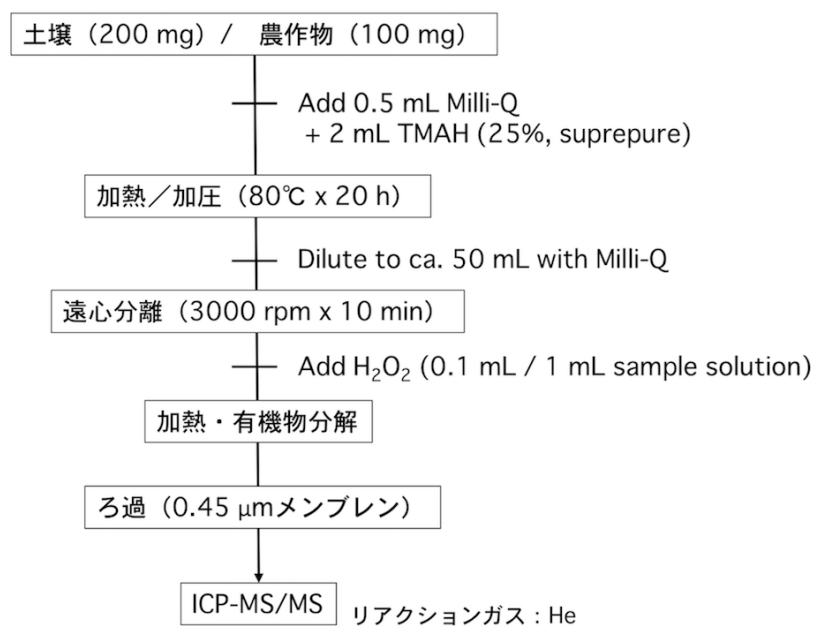 土壌（200 mg）/ 農作物（100 mg）
Add 0.5 mL Milli-Q
+ 2 mL TMAH (25%, suprepure)
加熱／加圧（80℃ x 20 h）
Dilute to ca. 50 mL with Milli-Q
遠心分離（3000 rpm x 10 min）
Add H₂O₂ (0.1 mL / 1 mL sample solution)
加熱・有機物分解
ろ過（0.45 μmメンブレン）
ICP-MS/MS リアクションガス：He